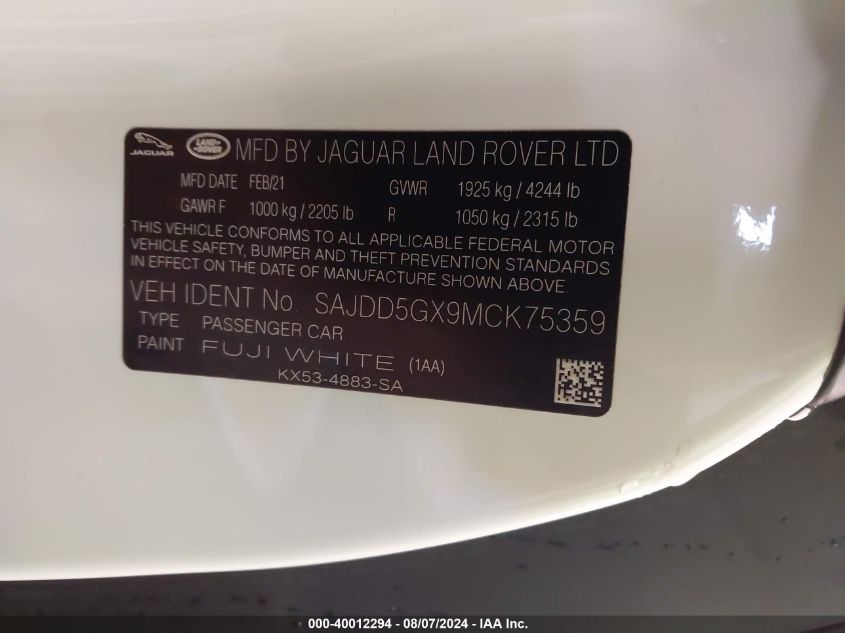 JAGUAR LAND ROVER MFD BY JAGUAR LAND ROVER LTD
MFD DATE FEB/21 GVWR 1925 kg / 4244 lb
GAWR F 1000 kg / 2205 lb R 1050 kg / 2315 lb
THIS VEHICLE CONFORMS TO ALL APPLICABLE FEDERAL MOTOR
VEHICLE SAFETY, BUMPER AND THEFT PREVENTION STANDARDS
IN EFFECT ON THE DATE OF MANUFACTURE SHOWN ABOVE.
VEH IDENT No. SAJDD5GX9MCK75359
TYPE PASSENGER CAR
PAINT FUJI WHITE (1AA)
KX53-4883-SA
000-40012294 - 08/07/2024 - IAA Inc.